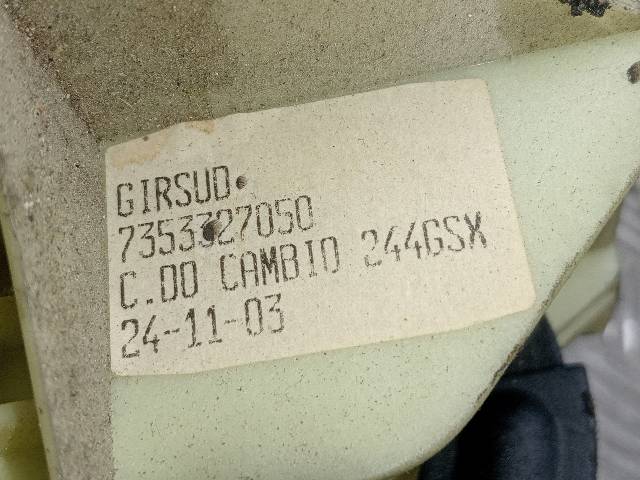 GIRSUD.
7353327050
C.DO CAMBIO 244GSX
24-11-03